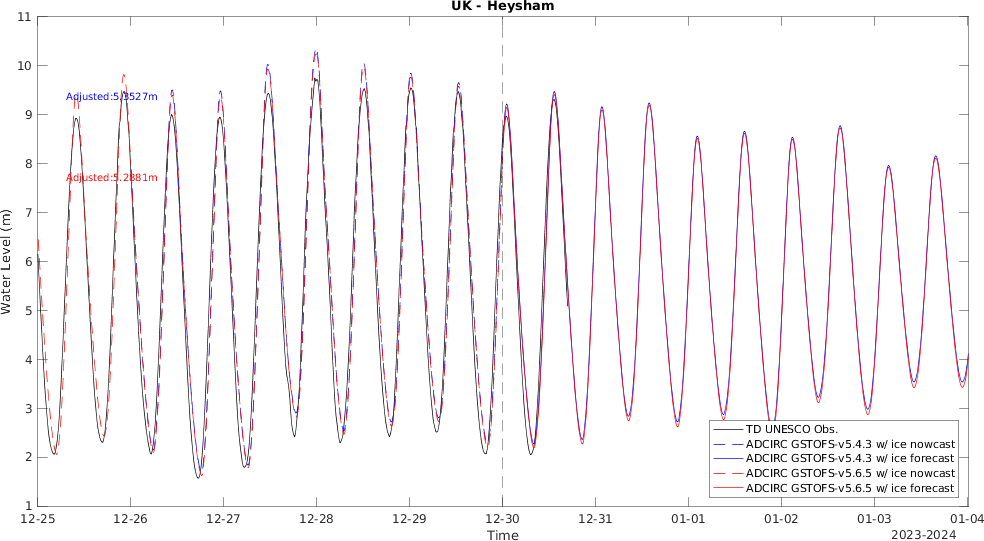 UK - Heysham
11
10
9
8
7
6
5
4
3
2
1
Water Level (m)
Adjusted:5.3527m
Adjusted:5.2881m
TD UNESCO Obs.
ADCIRC GSTOFS-v5.4.3 w/ ice nowcast
ADCIRC GSTOFS-v5.4.3 w/ ice forecast
ADCIRC GSTOFS-v5.6.5 w/ ice nowcast
ADCIRC GSTOFS-v5.6.5 w/ ice forecast
12-25 12-26 12-27 12-28 12-29 12-30 12-31 01-01 01-02 01-03 01-04
Time
2023-2024